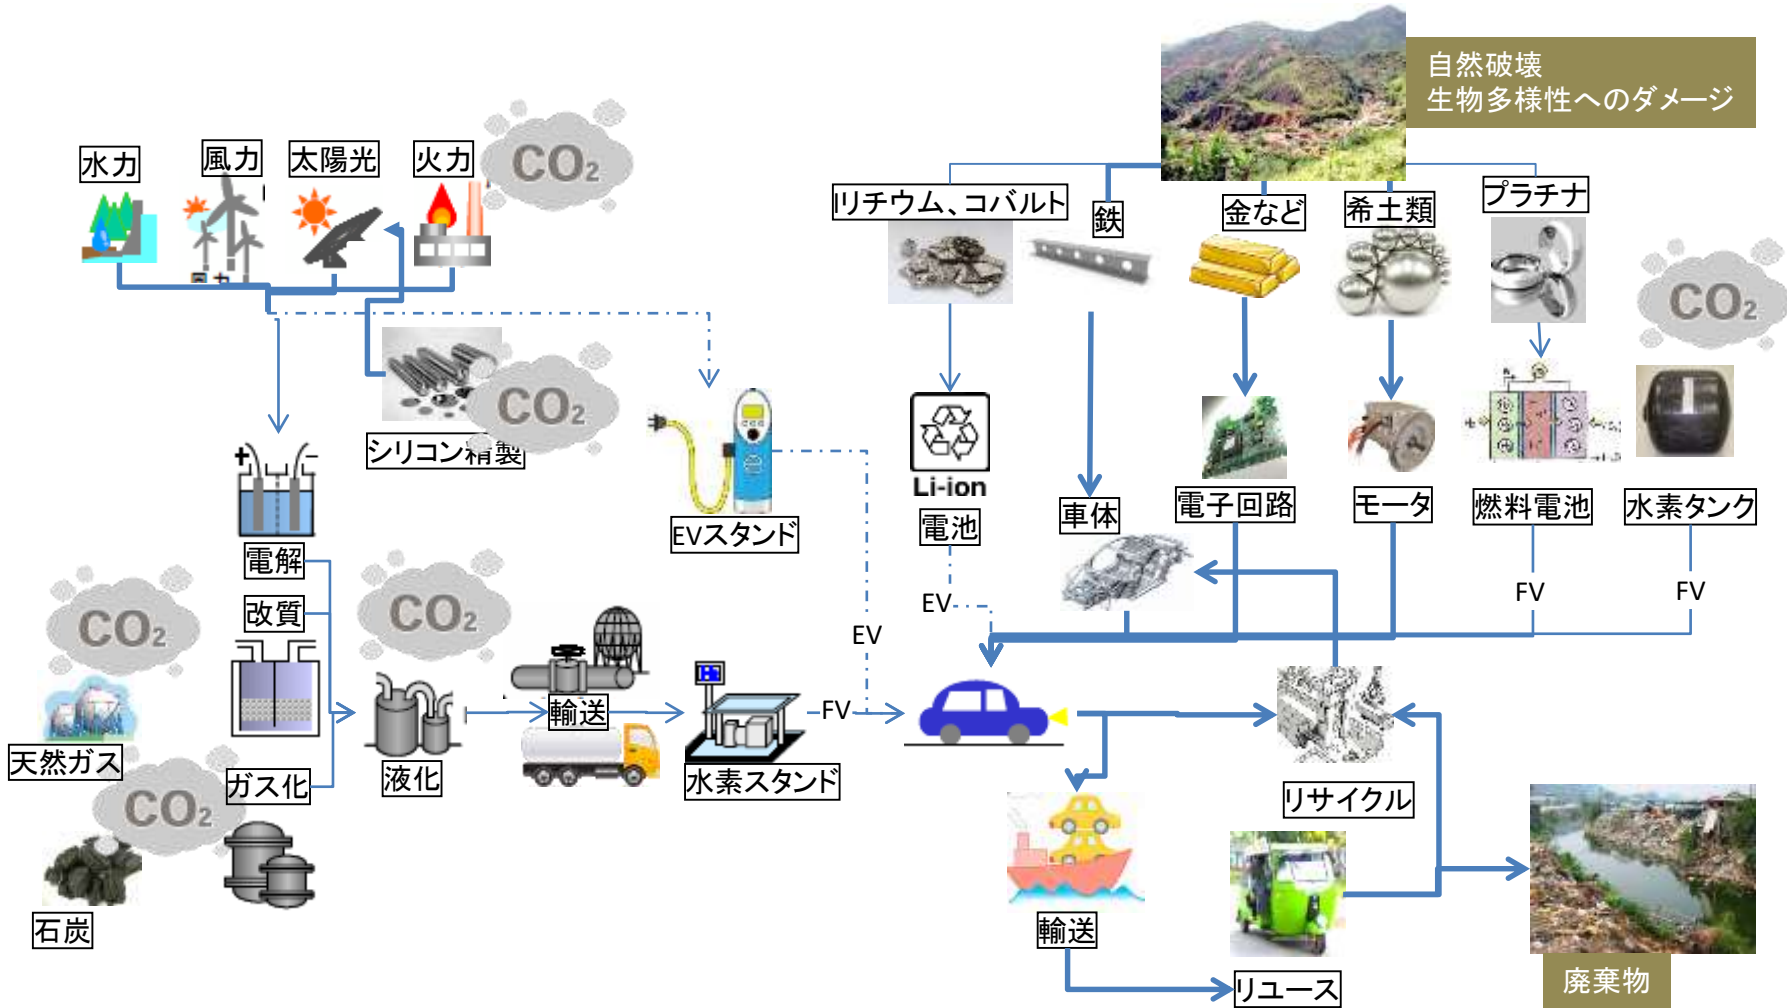 自然破壊
生物多様性へのダメージ
水力
風力
太陽光
火力
CO2
リチウム、コバルト
鉄
金など
希土類
プラチナ
CO2
シリコン精製
CO2
EVスタンド
Li-ion
電池
車体
電子回路
モータ
燃料電池
水素タンク
+
−
電解
改質
CO2
CO2
EV
EV
FV
FV
天然ガス
CO2
ガス化
液化
輸送
H2
水素スタンド
FV
石炭
リサイクル
輸送
リユース
廃棄物